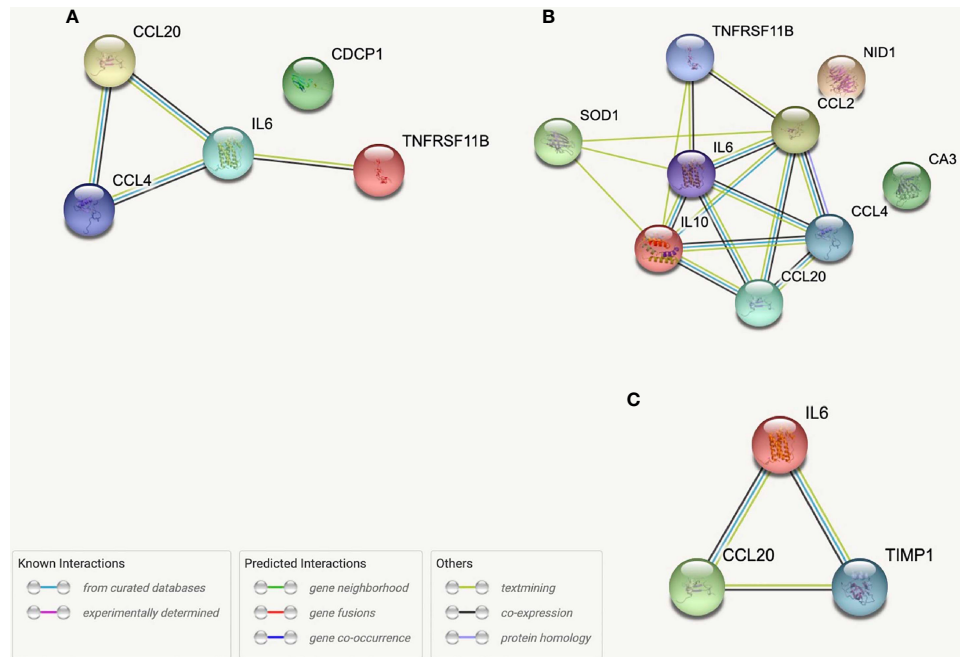 A
CCL20
CDCP1
IL6
TNFRSF11B
CCL4
B
TNFRSF11B
NID1
CCL2
SOD1
IL6
CA3
CCL4
IL10
CCL20
C
IL6
CCL20
TIMP1
Known Interactions
from curated databases
experimentally determined
Predicted Interactions
gene neighborhood
gene fusions
gene co-occurrence
Others
textmining
co-expression
protein homology